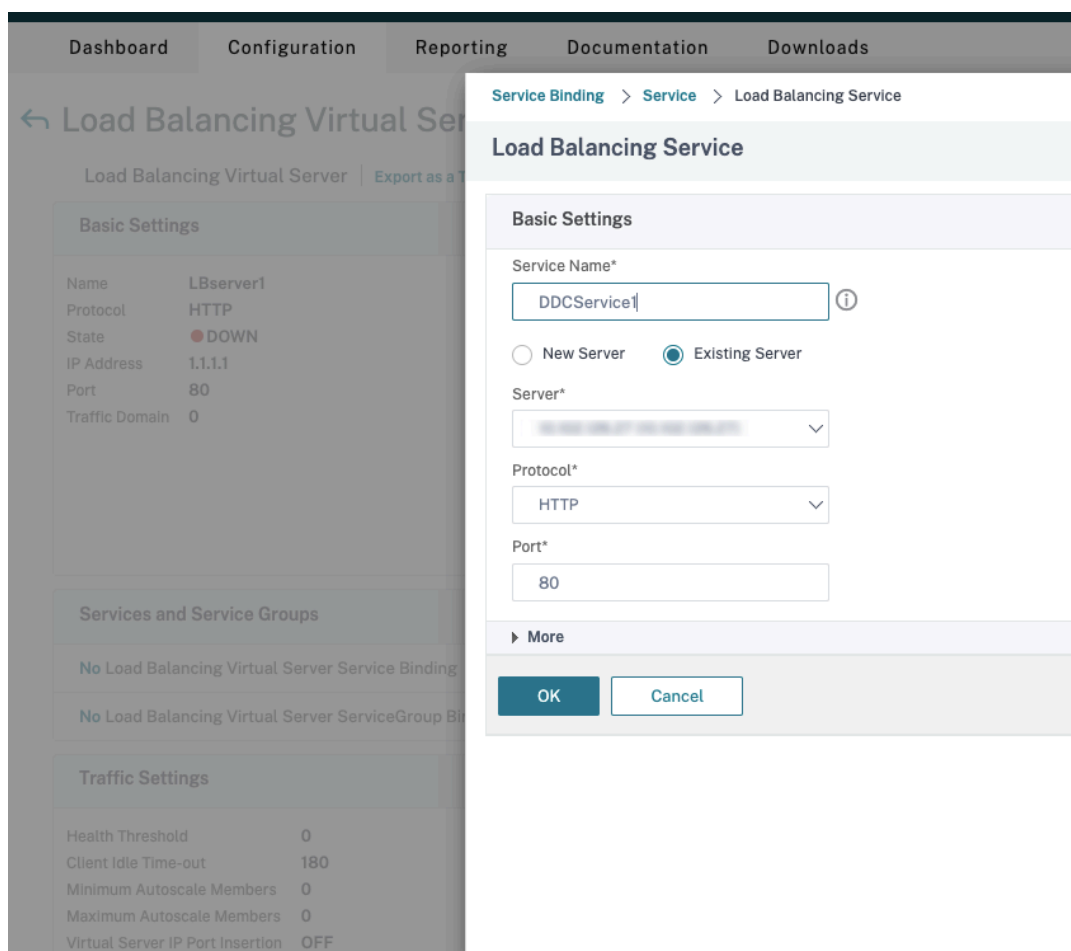 Dashboard Configuration Reporting Documentation Downloads
Load Balancing Virtual Ser
Load Balancing Virtual Server | Export as a T
Basic Settings
Name LBserver1
Protocol HTTP
State DOWN
IP Address 1.1.1.1
Port 80
Traffic Domain 0
Services and Service Groups
No Load Balancing Virtual Server Service Binding
No Load Balancing Virtual Server ServiceGroup Bin
Traffic Settings
Health Threshold 0
Client Idle Time-out 180
Minimum Autoscale Members 0
Maximum Autoscale Members 0
Virtual Server IP Port Insertion OFF
Service Binding > Service > Load Balancing Service
Load Balancing Service
Basic Settings
Service Name*
DDCService1
New Server Existing Server
Server*
Protocol*
HTTP
Port*
80
More
OK Cancel